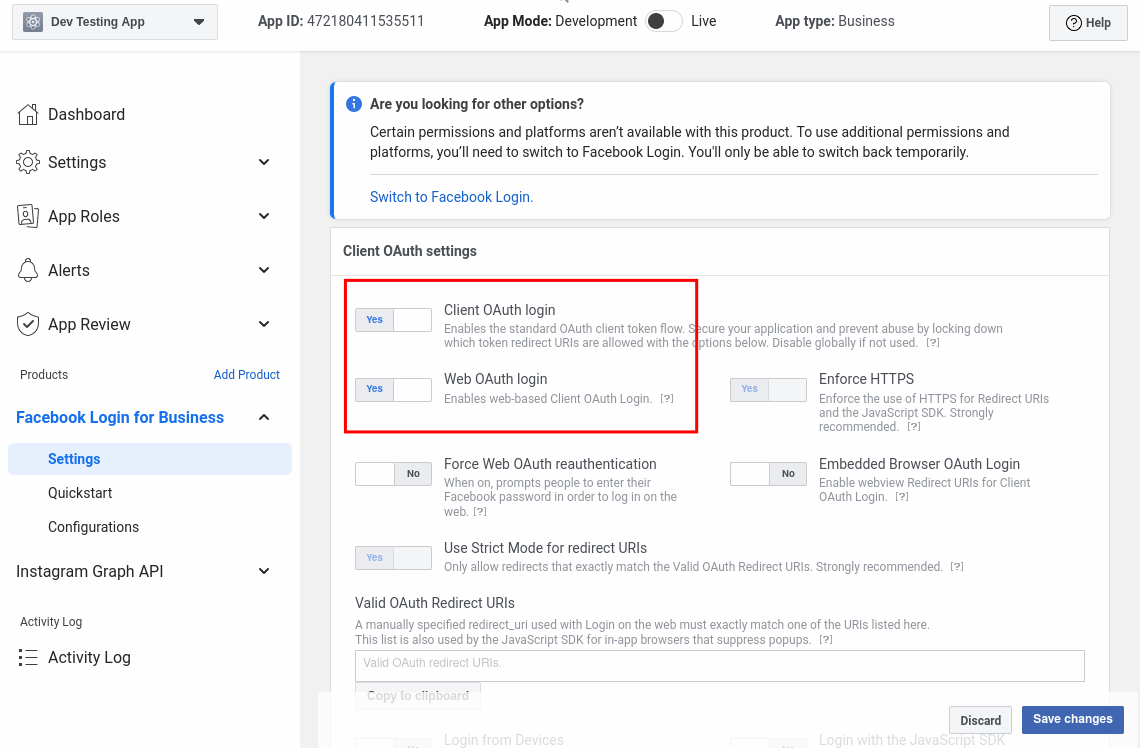 Dev Testing App
App ID: 472180411535511
App Mode: Development
Live
App type: Business
Help
Dashboard
Settings
App Roles
Alerts
App Review
Products
Add Product
Facebook Login for Business
Settings
Quickstart
Configurations
Instagram Graph API
Activity Log
Activity Log
Are you looking for other options?
Certain permissions and platforms aren’t available with this product. To use additional permissions and
platforms, you’ll need to switch to Facebook Login. You'll only be able to switch back temporarily.
Switch to Facebook Login.
Client OAuth settings
Yes
Client OAuth login
Enables the standard OAuth client token flow. Secure your application and prevent abuse by locking down
which token redirect URIs are allowed with the options below. Disable globally if not used. [?]
Yes
Web OAuth login
Enables web-based Client OAuth Login. [?]
Yes
Enforce HTTPS
Enforce the use of HTTPS for Redirect URIs
and the JavaScript SDK. Strongly
recommended. [?]
No
Force Web OAuth reauthentication
When on, prompts people to enter their
Facebook password in order to log in on the
web. [?]
No
Embedded Browser OAuth Login
Enable webview Redirect URIs for Client
OAuth Login. [?]
Yes
Use Strict Mode for redirect URIs
Only allow redirects that exactly match the Valid OAuth Redirect URIs. Strongly recommended. [?]
Valid OAuth Redirect URIs
A manually specified redirect_uri used with Login on the web must exactly match one of the URIs listed here.
This list is also used by the JavaScript SDK for in-app browsers that suppress popups. [?]
Valid OAuth redirect URIs.
Copy to clipboard
Discard
Save changes
No
Login from Devices
No
Login with the JavaScript SDK